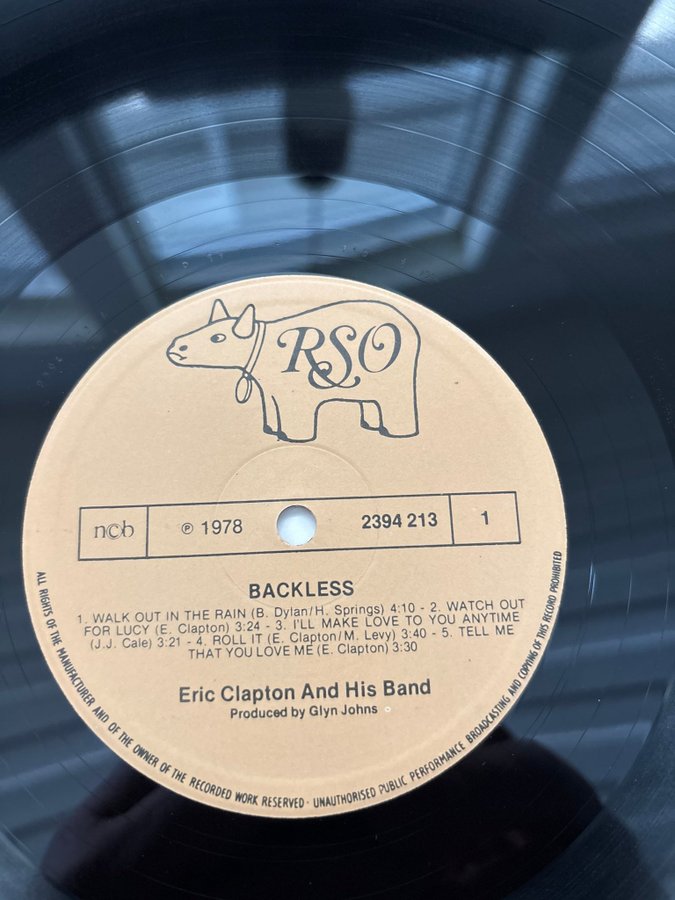 RSO
ncb
℗ 1978
2394 213
1
BACKLESS
1. WALK OUT IN THE RAIN (B. Dylan/H. Springs) 4:10 - 2. WATCH OUT
FOR LUCY (E. Clapton) 3:24 - 3. I'LL MAKE LOVE TO YOU ANYTIME
(J.J. Cale) 3:21 - 4. ROLL IT (E. Clapton/M. Levy) 3:40 - 5. TELL ME
THAT YOU LOVE ME (E. Clapton) 3:30
Eric Clapton And His Band
Produced by Glyn Johns
ALL RIGHTS OF THE MANUFACTURER AND OF THE OWNER OF THE RECORDED WORK RESERVED · UNAUTHORISED PUBLIC PERFORMANCE BROADCASTING AND COPYING OF THIS RECORD PROHIBITED